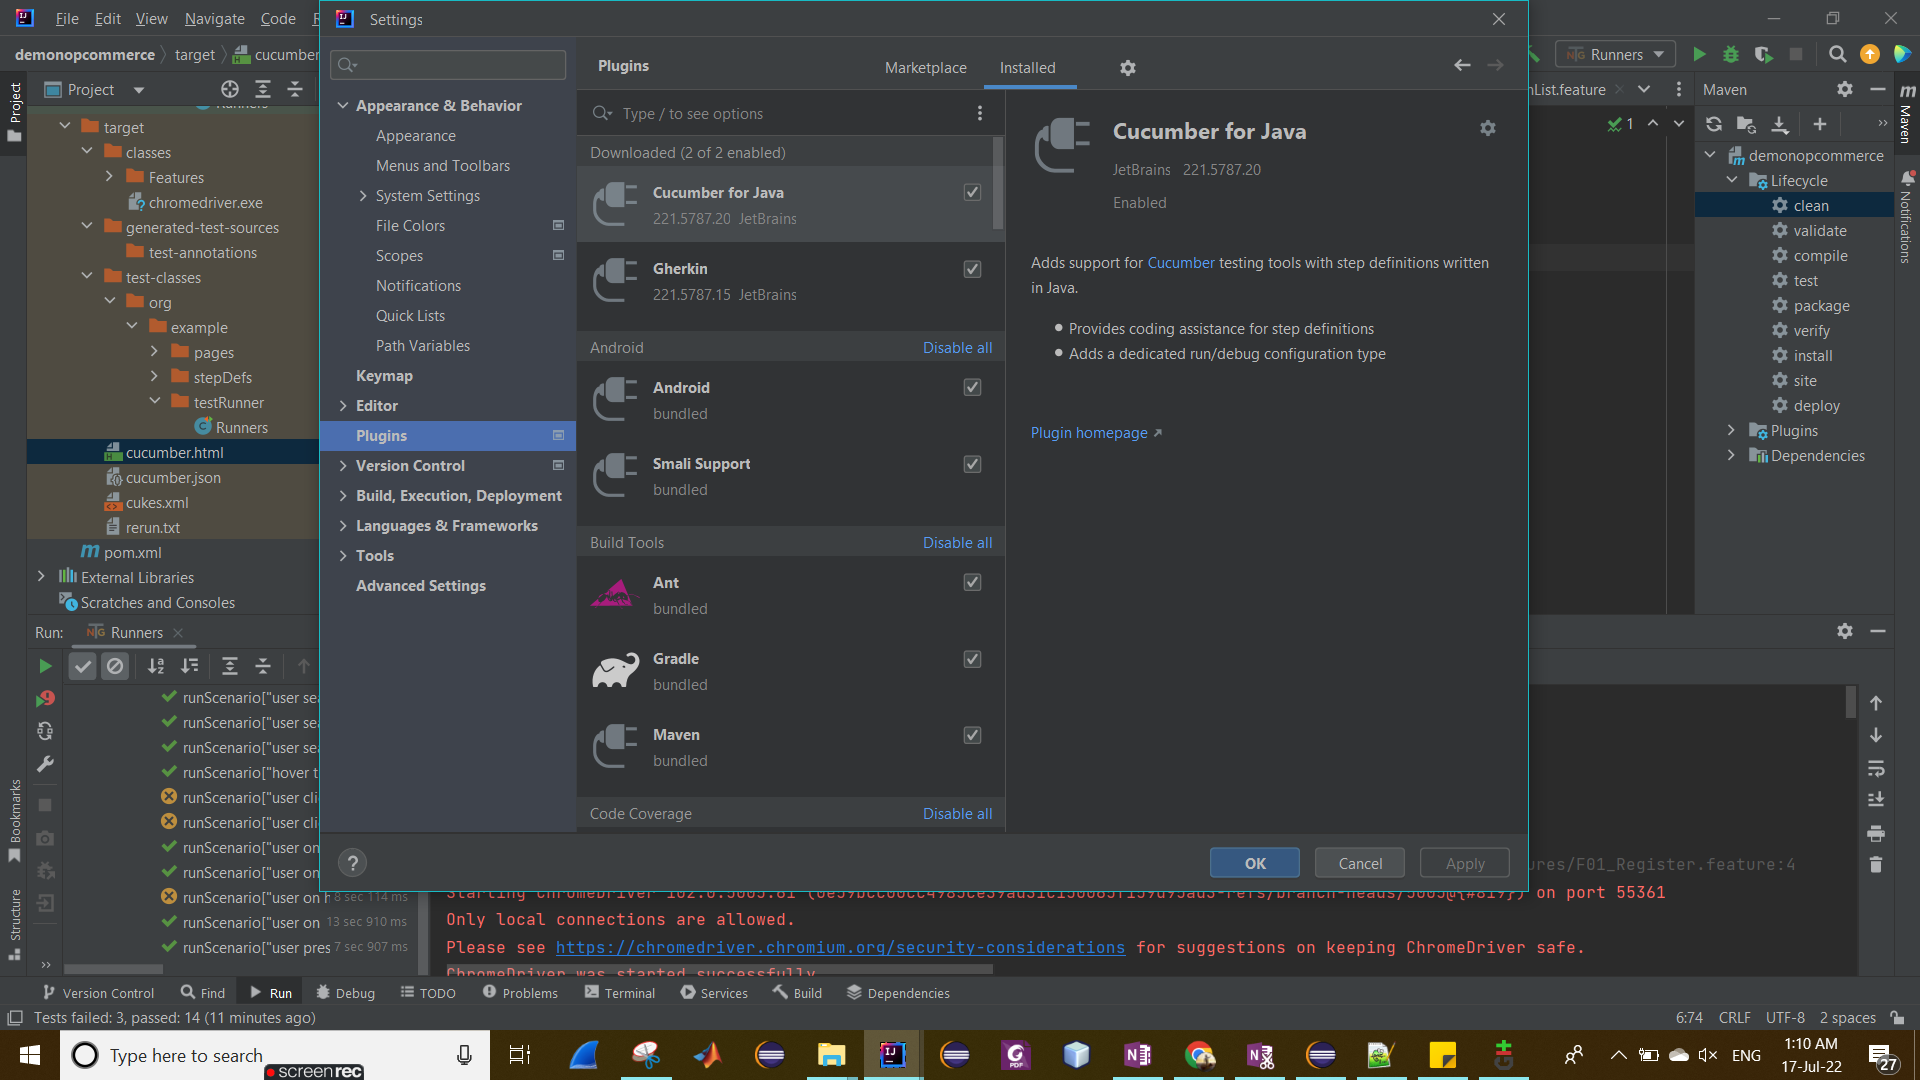 File Edit View Navigate Code
Settings
demonopcommerce target cucumber
Runners
Project
Plugins
Marketplace
Installed
nList.feature
Maven
Project
Type / to see options
Cucumber for Java
1
Appearance & Behavior
Appearance
Menus and Toolbars
System Settings
File Colors
Scopes
Notifications
Quick Lists
Path Variables
Keymap
Editor
Plugins
Version Control
Build, Execution, Deployment
Languages & Frameworks
Tools
Advanced Settings
Downloaded (2 of 2 enabled)
Cucumber for Java
221.5787.20 JetBrains
Gherkin
221.5787.15 JetBrains
Android
Disable all
Android
bundled
Smali Support
bundled
Build Tools
Disable all
Ant
bundled
Gradle
bundled
Maven
bundled
Code Coverage
Disable all
JetBrains 221.5787.20
Enabled
Adds support for Cucumber testing tools with step definitions written
in Java.
Provides coding assistance for step definitions
Adds a dedicated run/debug configuration type
Plugin homepage
OK
Cancel
Apply
?
target
classes
Features
chromedriver.exe
generated-test-sources
test-annotations
test-classes
org
example
pages
stepDefs
testRunner
Runners
cucumber.html
cucumber.json
cukes.xml
rerun.txt
pom.xml
External Libraries
Scratches and Consoles
demonopcommerce
Lifecycle
clean
validate
compile
test
package
verify
install
site
deploy
Plugins
Dependencies
Maven
Notifications
Run: Runners
runScenario["user sea
runScenario["user sea
runScenario["user sea
runScenario["hover t
runScenario["user cli
runScenario["user cli
runScenario["user on
runScenario["user on
runScenario["user on h 8 sec 114 ms
runScenario["user on 13 sec 910 ms
runScenario["user pres 7 sec 907 ms
ures/F01_Register.feature:4
on port 55361
Only local connections are allowed.
Please see https://chromedriver.chromium.org/security-considerations for suggestions on keeping ChromeDriver safe.
ChromeDriver was started successfully
Bookmarks
Structure
Version Control Find Run Debug TODO Problems Terminal Services Build Dependencies
Tests failed: 3, passed: 14 (11 minutes ago)
6:74 CRLF UTF-8 2 spaces
Type here to search
screenrec
ENG
1:10 AM
17-Jul-22
27